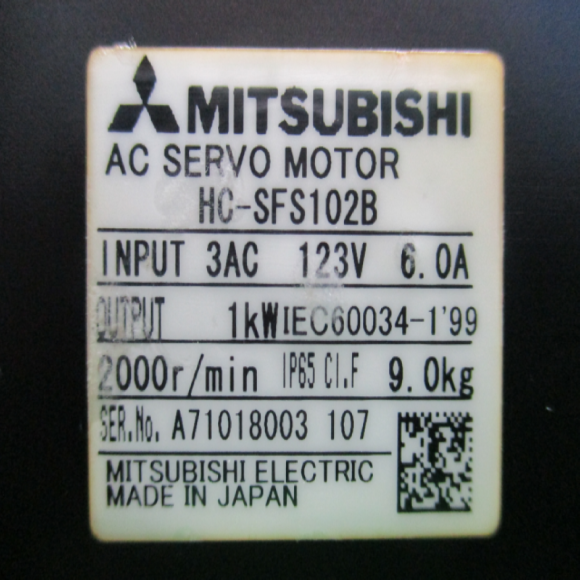 MITSUBISHI
AC SERVO MOTOR
HC-SFS102B
INPUT 3AC 123V 6.0A
OUTPUT 1kW IEC60034-1'99
2000r/min IP65 CI.F 9.0kg
SER.No. A71018003 107
MITSUBISHI ELECTRIC
MADE IN JAPAN